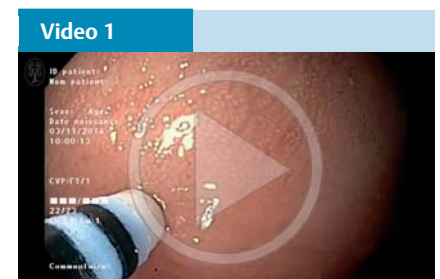 Video 1
ID patient:
Nom patient:
Sexe: Age:
Date naissance:
03/11/2014
10:00:13
CVP:F1/1
Commentaire: